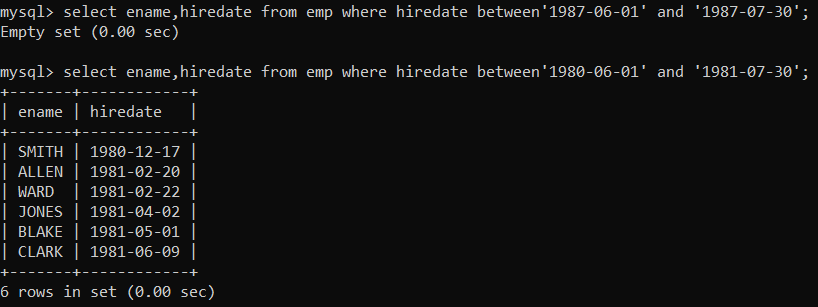 mysql> select ename,hiredate from emp where hiredate between'1987-06-01' and '1987-07-30';
Empty set (0.00 sec)
mysql> select ename,hiredate from emp where hiredate between'1980-06-01' and '1981-07-30';
+-------+------------+
| ename | hiredate   |
+-------+------------+
| SMITH | 1980-12-17 |
| ALLEN | 1981-02-20 |
| WARD  | 1981-02-22 |
| JONES | 1981-04-02 |
| BLAKE | 1981-05-01 |
| CLARK | 1981-06-09 |
+-------+------------+
6 rows in set (0.00 sec)